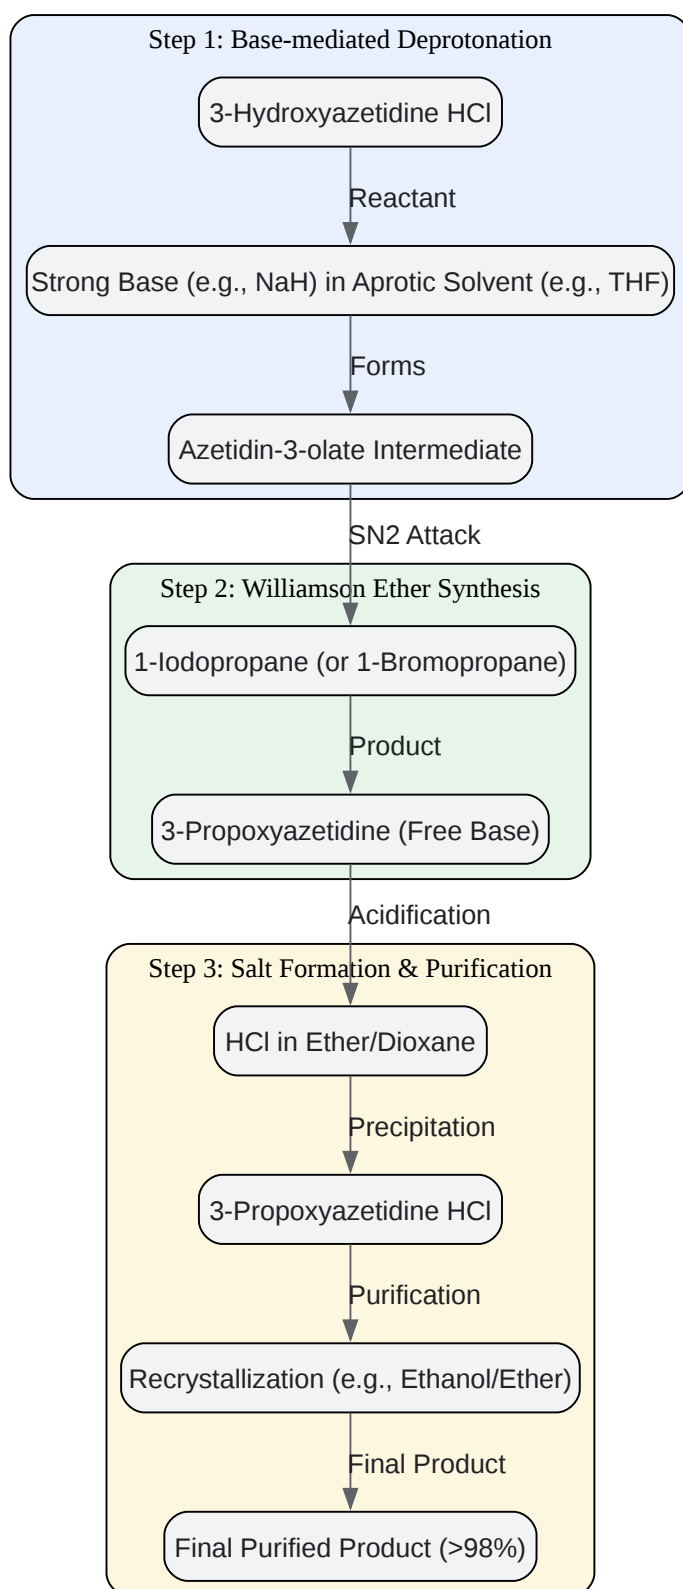 Step 1: Base-mediated Deprotonation
3-Hydroxyazetidine HCl
Reactant
Strong Base (e.g., NaH) in Aprotic Solvent (e.g., THF)
Forms
Azetidin-3-olate Intermediate
SN2 Attack
Step 2: Williamson Ether Synthesis
1-Iodopropane (or 1-Bromopropane)
Product
3-Propoxyazetidine (Free Base)
Acidification
Step 3: Salt Formation & Purification
HCl in Ether/Dioxane
Precipitation
3-Propoxyazetidine HCl
Purification
Recrystallization (e.g., Ethanol/Ether)
Final Product
Final Purified Product (>98%)